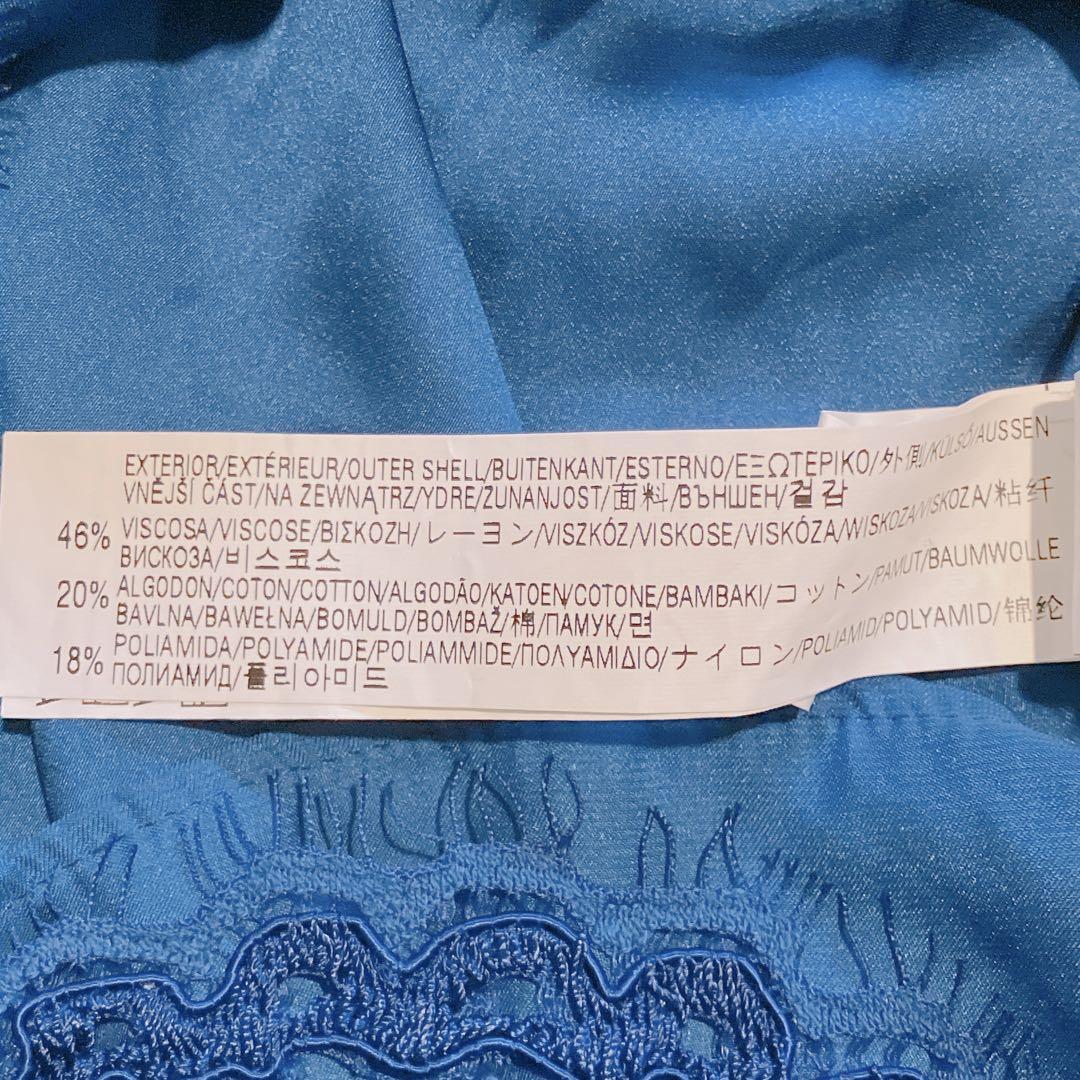 EXTERIOR/EXTÉRIEUR/OUTER SHELL/BUITENKANT/ESTERNO/ΕΞΩΤΕΡΙΚΟ/外側/KÜLSŐ/AUSSEN
VNĚJŠÍ ČÁST/NA ZEWNĄTRZ/YDRE/ZUNANJOST/面料/ВЪНШЕН/겉감
46% VISCOSA/VISCOSE/ΒΙΣΚΟΖΗ/レーヨン/VISZKÓZ/VISKOSE/VISKÓZA/WISKOZA/VISKOZA/粘纤
ВИСКОЗА/비스코스
20% ALGODON/COTON/COTTON/ALGODÃO/KATOEN/COTONE/BAMBAKI/コットン/PAMUT/BAUMWOLLE
BAVLNA/BAWEŁNA/BOMULD/BOMBAŽ/棉/ПАМУК/면
18% POLIAMIDA/POLYAMIDE/POLIAMMIDE/ΠΟΛΥΑΜΙΔΙΟ/ナイロン/POLIAMID/POLYAMID/锦纶
ПОЛИАМИД/폴리아미드